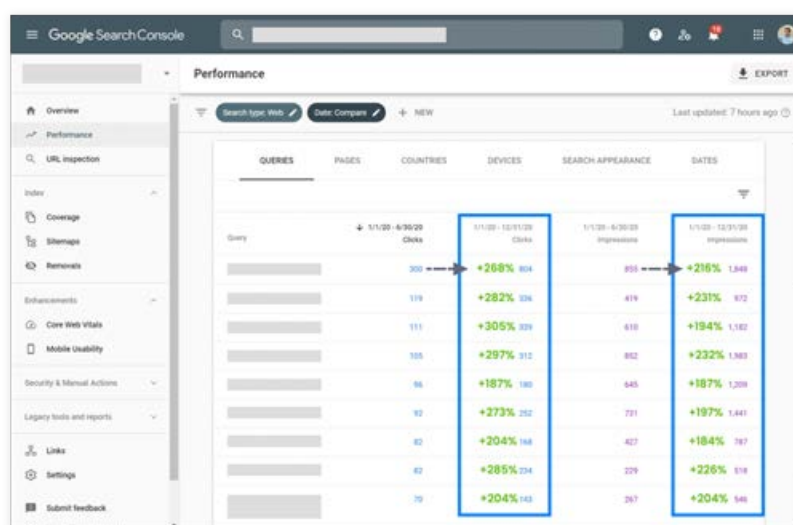 Google Search Console
Performance
EXPORT
Overview
Performance
URL inspection
Index
Coverage
Sitemaps
Removals
Enhancements
Core Web Vitals
Mobile Usability
Security & Manual Actions
Legacy tools and reports
Links
Settings
Submit feedback
Search type: Web
Date: Compare
+ NEW
Last updated: 7 hours ago
QUERIES PAGES COUNTRIES DEVICES SEARCH APPEARANCE DATES
Query
1/1/20 - 6/30/20 Clicks
1/1/20 - 12/31/20 Clicks
1/1/20 - 6/30/20 Impressions
1/1/20 - 12/31/20 Impressions
300 +268% 804 855 +216% 1,848
119 +282% 336 419 +231% 972
111 +305% 339 610 +194% 1,182
105 +297% 312 852 +232% 1,983
96 +187% 180 645 +187% 1,209
92 +273% 252 731 +197% 1,441
82 +204% 168 427 +184% 787
82 +285% 234 229 +226% 518
70 +204% 143 267 +204% 546